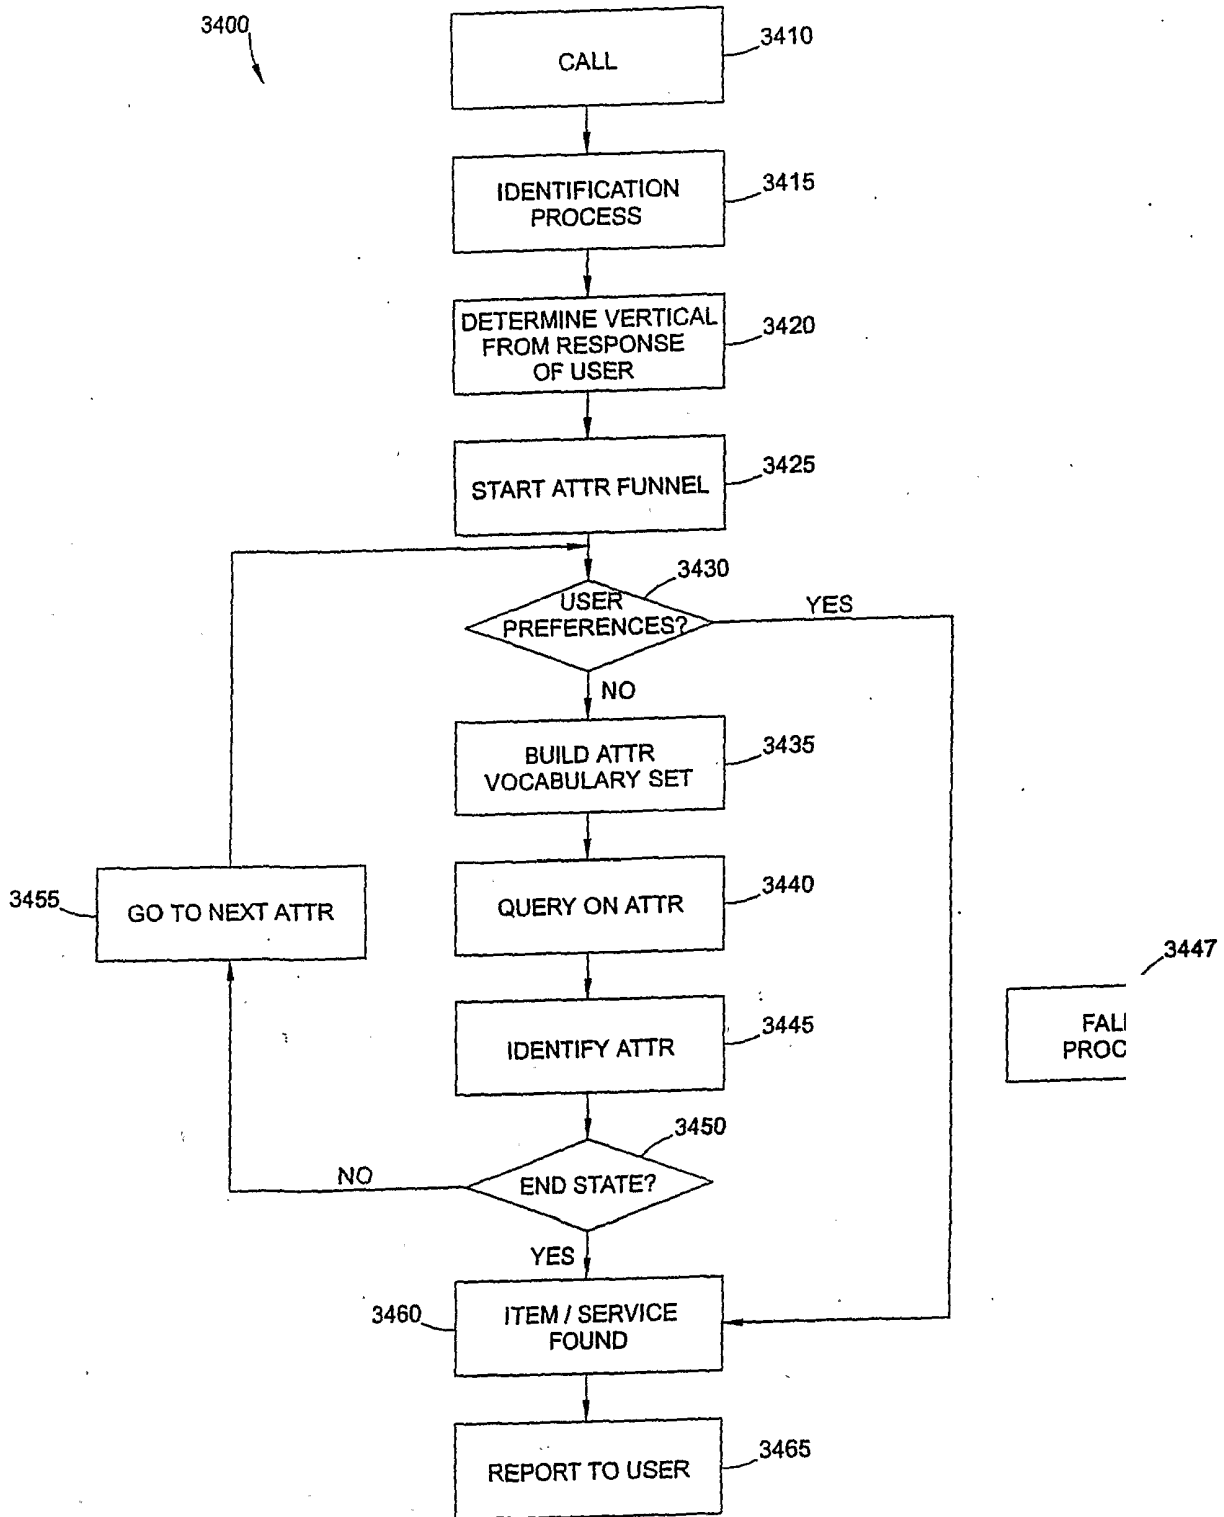 3400
CALL
3410
IDENTIFICATION
PROCESS
3415
DETERMINE VERTICAL
FROM RESPONSE
OF USER
3420
START ATTR FUNNEL
3425
USER
PREFERENCES?
3430
YES
NO
BUILD ATTR
VOCABULARY SET
3435
QUERY ON ATTR
3440
3455
GO TO NEXT ATTR
3447
IDENTIFY ATTR
3445
END STATE?
3450
NO
YES
3460
ITEM / SERVICE
FOUND
REPORT TO USER
3465